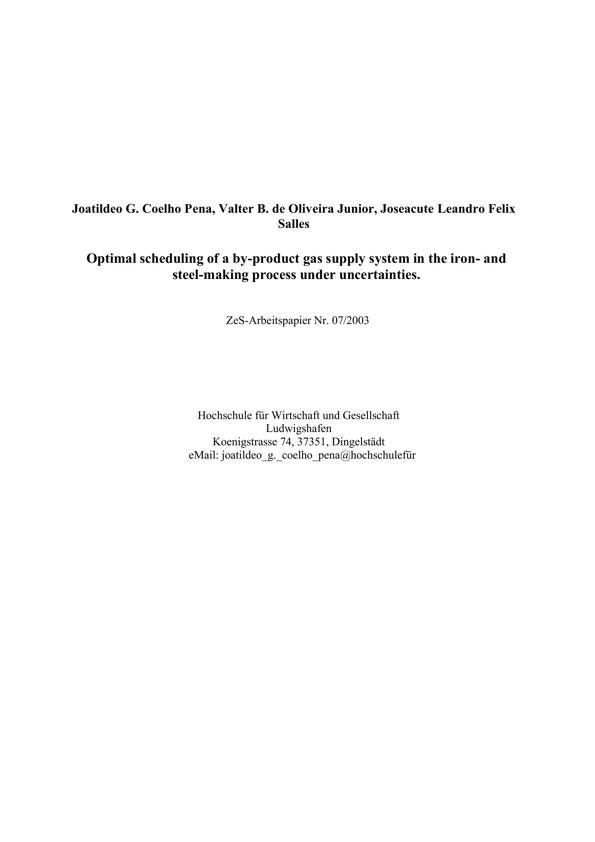 Joatildeo G. Coelho Pena, Valter B. de Oliveira Junior, Joseacute Leandro Felix
Salles
Optimal scheduling of a by-product gas supply system in the iron- and
steel-making process under uncertainties.
ZeS-Arbeitspapier Nr. 07/2003
Hochschule für Wirtschaft und Gesellschaft
Ludwigshafen
Koenigstrasse 74, 37351, Dingelstädt
eMail: joatildeo_g._coelho_pena@hochschulefür